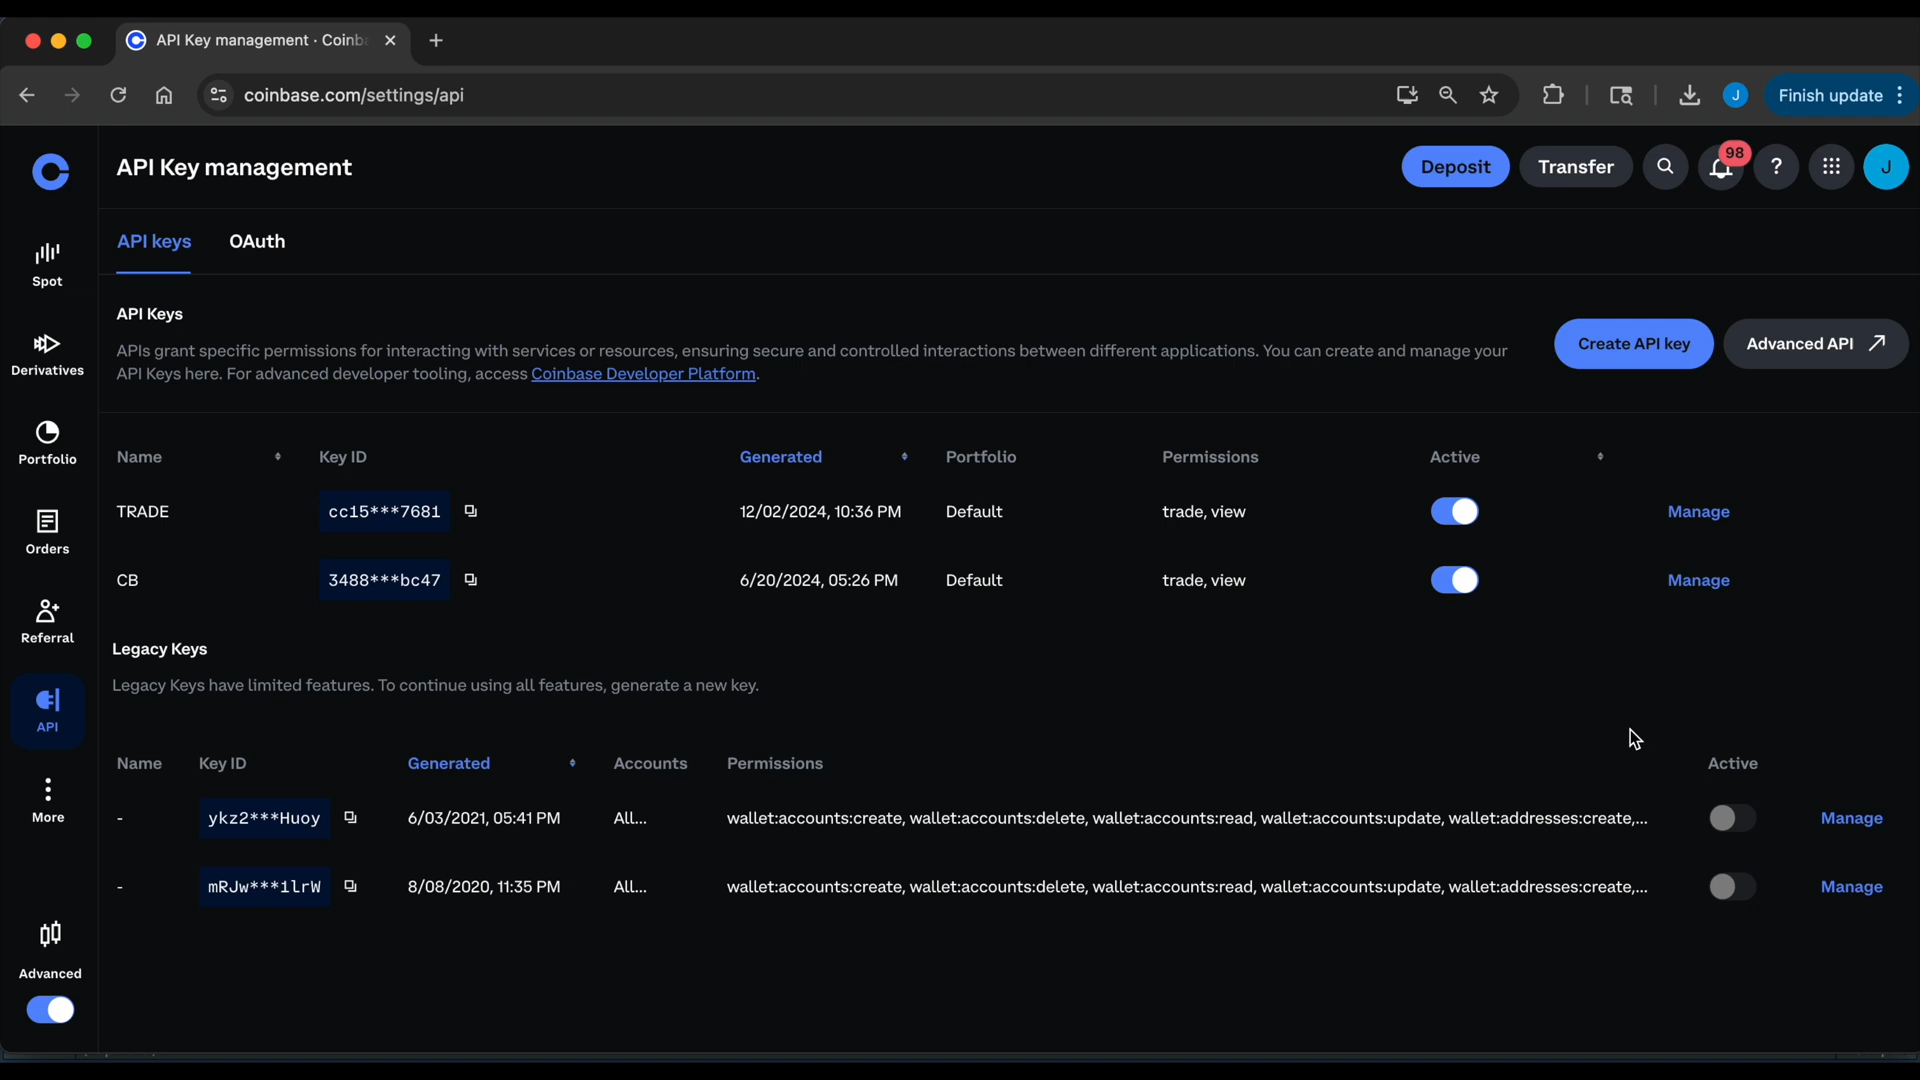 API Key management · Coinb
coinbase.com/settings/api
J
Finish update
API Key management
Deposit
Transfer
98
?
J
API keys
OAuth
Spot
Derivatives
Portfolio
Orders
Referral
API
More
Advanced
API Keys
APIs grant specific permissions for interacting with services or resources, ensuring secure and controlled interactions between different applications. You can create and manage your
API Keys here. For advanced developer tooling, access Coinbase Developer Platform.
Create API key
Advanced API
Name Key ID Generated Portfolio Permissions Active
TRADE cc15***7681 12/02/2024, 10:36 PM Default trade, view Manage
CB 3488***bc47 6/20/2024, 05:26 PM Default trade, view Manage
Legacy Keys
Legacy Keys have limited features. To continue using all features, generate a new key.
Name Key ID Generated Accounts Permissions Active
- ykz2***Huoy 6/03/2021, 05:41 PM All... wallet:accounts:create, wallet:accounts:delete, wallet:accounts:read, wallet:accounts:update, wallet:addresses:create,... Manage
- mRJw***1lrW 8/08/2020, 11:35 PM All... wallet:accounts:create, wallet:accounts:delete, wallet:accounts:read, wallet:accounts:update, wallet:addresses:create,... Manage